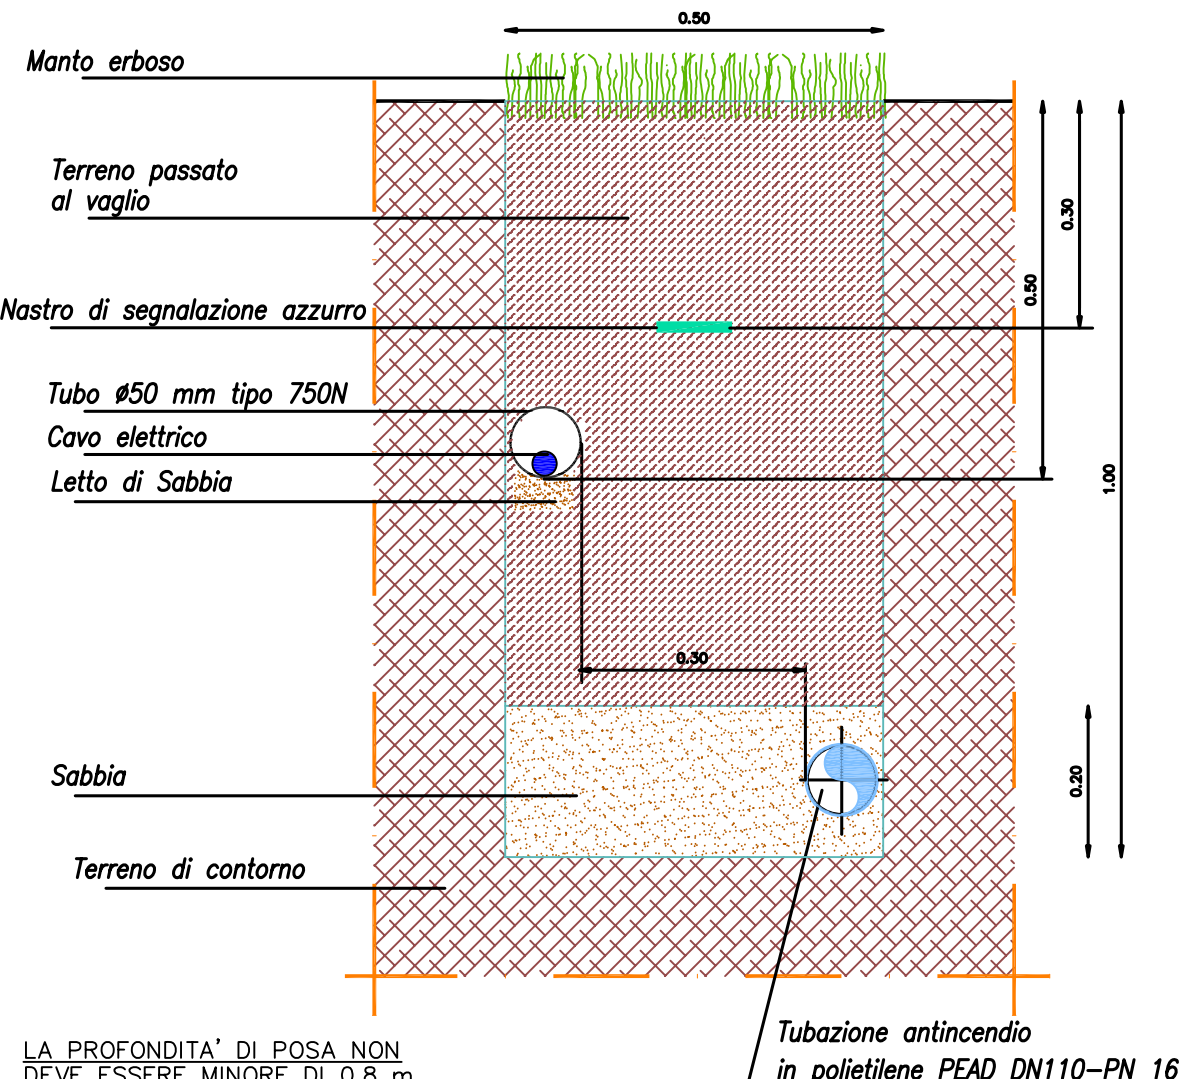 0.50
Manto erboso
Terreno passato
al vaglio
0.30
0.50
Nastro di segnalazione azzurro
Tubo ø50 mm tipo 750N
Cavo elettrico
Letto di Sabbia
1.00
0.30
Sabbia
0.20
Terreno di contorno
Tubazione antincendio
in polietilene PEAD DN110-PN 16
LA PROFONDITA' DI POSA NON
DEVE ESSERE MINORE DI 0.8 m